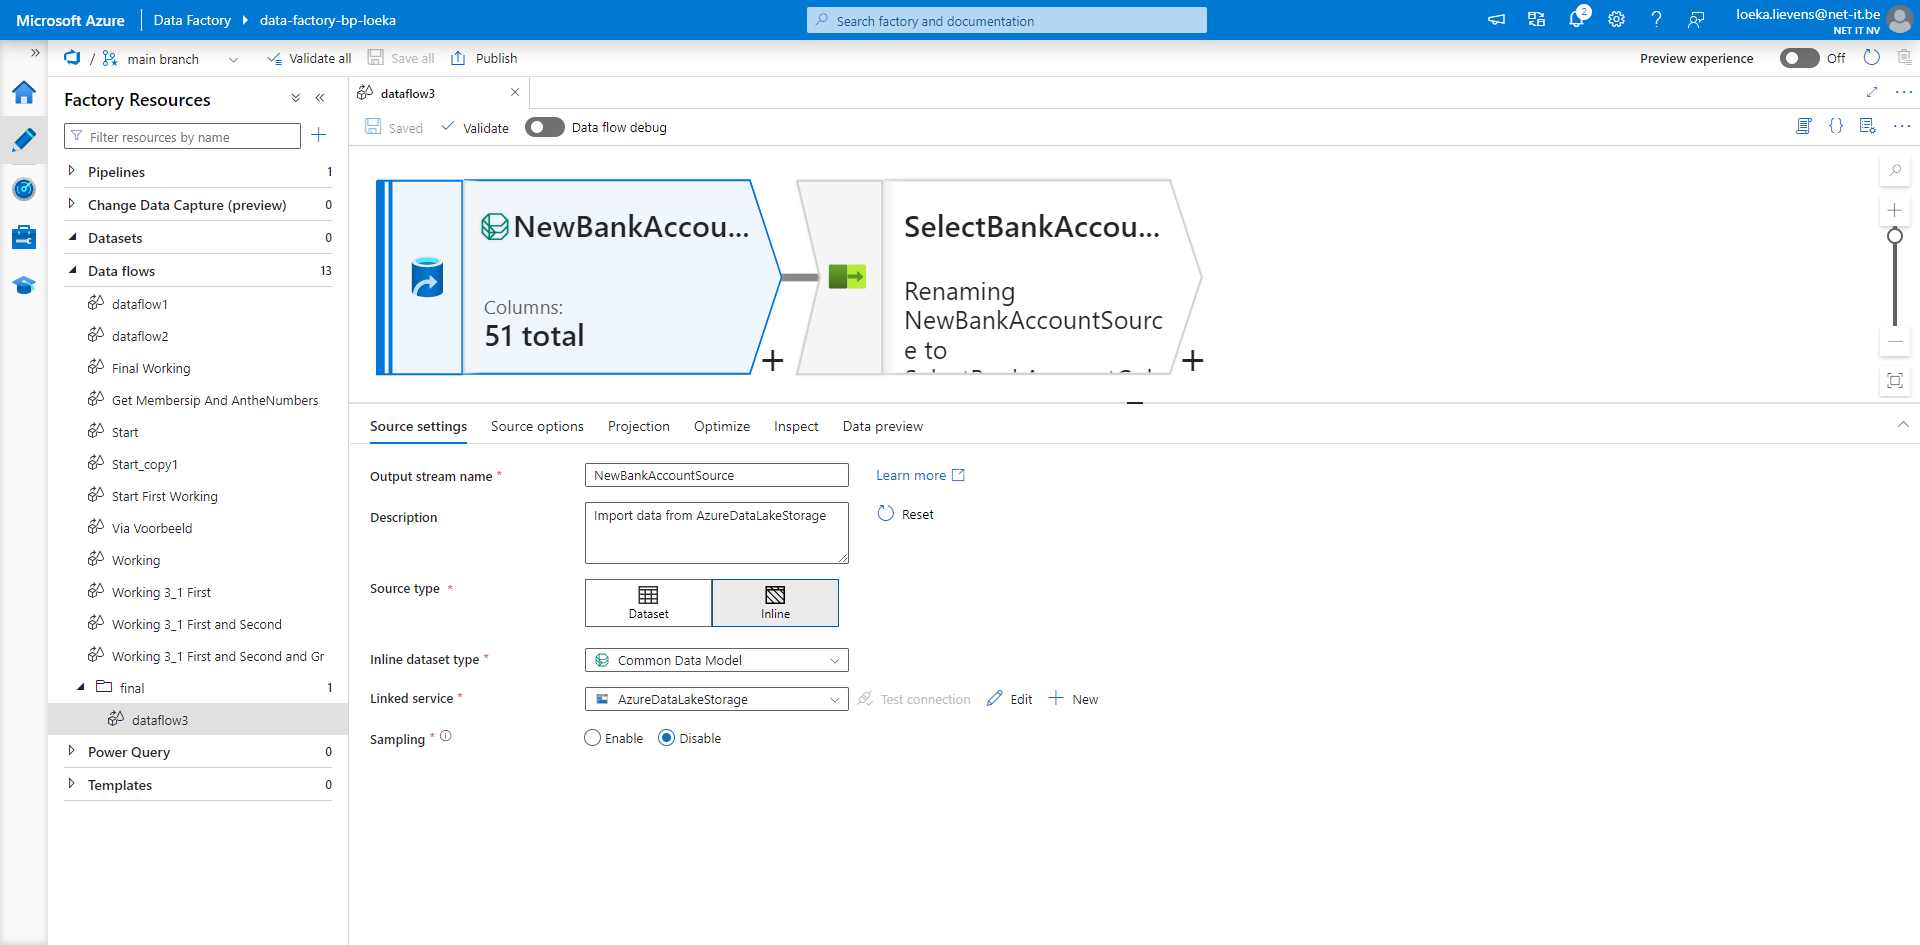 Microsoft Azure
Data Factory
data-factory-bp-loeka
Search factory and documentation
2
loeka.lievens@net-it.be
NET IT NV
»
/
main branch
Validate all
Save all
Publish
Preview experience
Off
Factory Resources
Filter resources by name
Pipelines
1
Change Data Capture (preview)
0
Datasets
0
Data flows
13
dataflow1
dataflow2
Final Working
Get Membersip And AntheNumbers
Start
Start_copy1
Start First Working
Via Voorbeeld
Working
Working 3_1 First
Working 3_1 First and Second
Working 3_1 First and Second and Gr
final
1
dataflow3
Power Query
0
Templates
0
dataflow3
Saved
Validate
Data flow debug
{}
NewBankAccou...
Columns:
51 total
+
SelectBankAccou...
Renaming
NewBankAccountSourc
e to
+
Source settings
Source options
Projection
Optimize
Inspect
Data preview
Output stream name *
NewBankAccountSource
Learn more
Description
Import data from AzureDataLakeStorage
Reset
Source type *
Dataset
Inline
Inline dataset type *
Common Data Model
Linked service *
AzureDataLakeStorage
Test connection
Edit
New
Sampling *
Enable
Disable